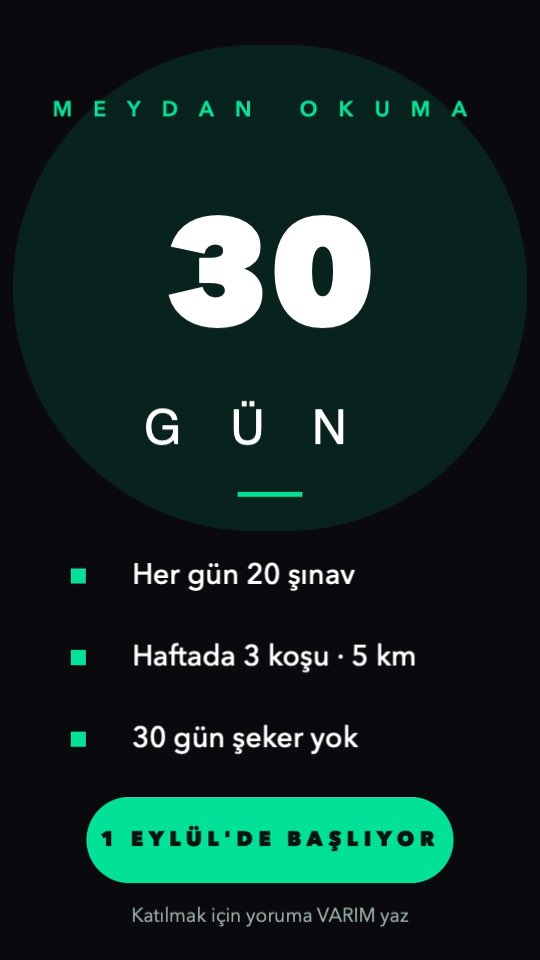 MEYDAN OKUMA
30
GÜN
Her gün 20 şınav
Haftada 3 koşu · 5 km
30 gün şeker yok
1 EYLÜL'DE BAŞLIYOR
Katılmak için yoruma VARIM yaz